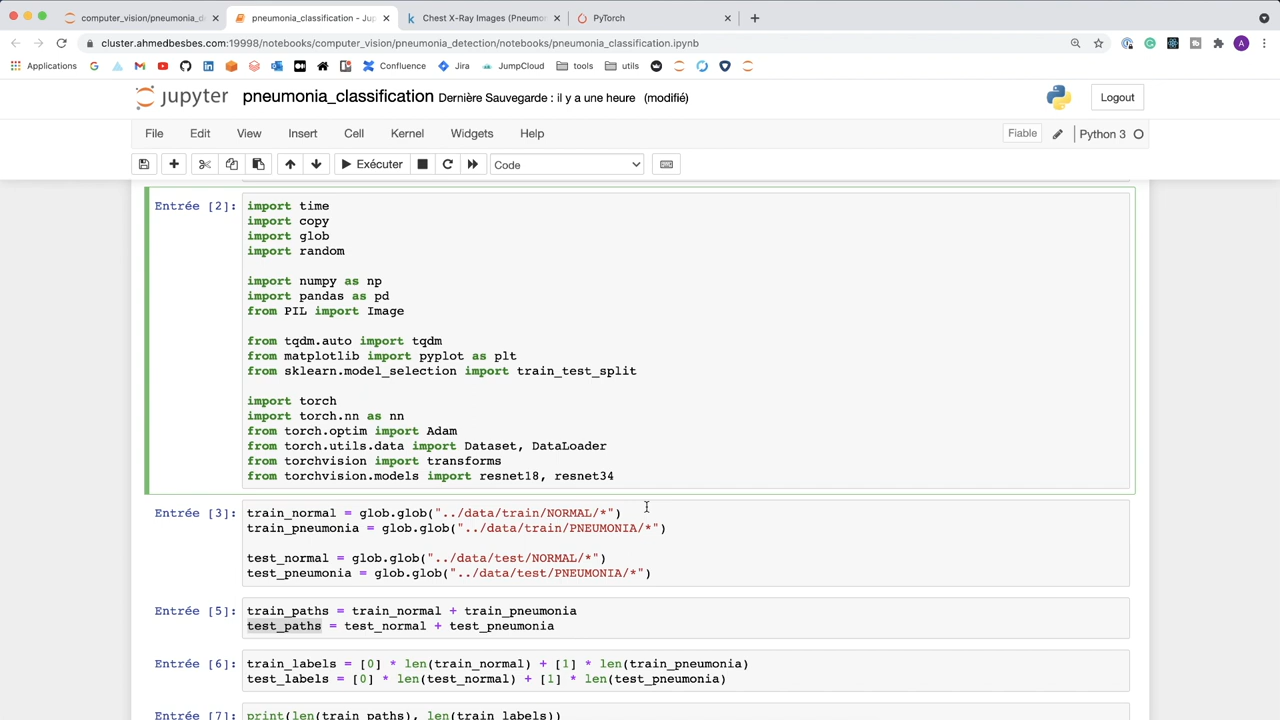 computer_vision/pneumonia_d
pneumonia_classification - Jup
Chest X-Ray Images (Pneumon
PyTorch
cluster.ahmedbesbes.com:19998/notebooks/computer_vision/pneumonia_detection/notebooks/pneumonia_classification.ipynb
A
Applications
Confluence
Jira
JumpCloud
tools
utils
jupyter
pneumonia_classification Dernière Sauvegarde : il y a une heure (modifié)
Logout
File Edit View Insert Cell Kernel Widgets Help
Fiable
Python 3
Exécuter
Code
Entrée [2]:
import time
import copy
import glob
import random
import numpy as np
import pandas as pd
from PIL import Image
from tqdm.auto import tqdm
from matplotlib import pyplot as plt
from sklearn.model_selection import train_test_split
import torch
import torch.nn as nn
from torch.optim import Adam
from torch.utils.data import Dataset, DataLoader
from torchvision import transforms
from torchvision.models import resnet18, resnet34
Entrée [3]:
train_normal = glob.glob("../data/train/NORMAL/*")
train_pneumonia = glob.glob("../data/train/PNEUMONIA/*")
test_normal = glob.glob("../data/test/NORMAL/*")
test_pneumonia = glob.glob("../data/test/PNEUMONIA/*")
Entrée [5]:
train_paths = train_normal + train_pneumonia
test_paths = test_normal + test_pneumonia
Entrée [6]:
train_labels = [0] * len(train_normal) + [1] * len(train_pneumonia)
test_labels = [0] * len(test_normal) + [1] * len(test_pneumonia)
Entrée [7]:
print(len(train_paths), len(train_labels))